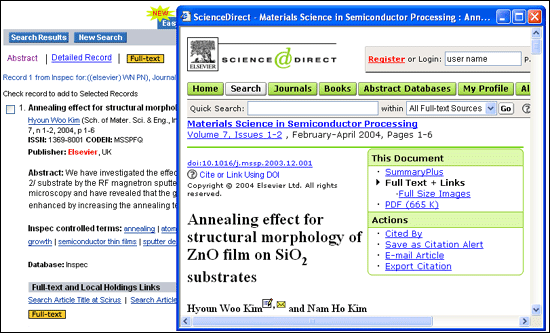 Search Results New Search
NEW
Eas
Abstract | Detailed Record | Full-text
Record 1 from Inspec for:((elsevier) WN PN), Journal
Check record to add to Selected Records
1. Annealing effect for structural morpholo
Hyoun Woo Kim (Sch. of Mater. Sci. & Eng., I
7, n 1-2, 2004, p 1-6
ISSN: 1369-8001 CODEN: MSSPFQ
Publisher: Elsevier, UK
Abstract: We have investigated the effect
2/ substrate by the RF magnetron sputte
microscopy and have revealed that the g
enhanced by increasing the annealing te
Inspec controlled terms: annealing | atom
growth | semiconductor thin films | sputter de
Database: Inspec
Full-text and Local Holdings Links
Search Article Title at Scirus | Search Article
Full-text
ScienceDirect - Materials Science in Semiconductor Processing : Ann...
ELSEVIER
SCIENCE DIRECT
Register or Login: user name
Home Search Journals Books Abstract Databases My Profile Al
Quick Search: within All Full-text Sources Go
Materials Science in Semiconductor Processing
Volume 7, Issues 1-2 , February-April 2004, Pages 1-6
doi:10.1016/j.mssp.2003.12.001
? Cite or Link Using DOI
Copyright © 2004 Elsevier Ltd. All rights
reserved.
Annealing effect for
structural morphology of
ZnO film on SiO2
substrates
Hyoun Woo Kim and Nam Ho Kim
This Document
SummaryPlus
Full Text + Links
·Full Size Images
PDF (665 K)
Actions
Cited By
Save as Citation Alert
E-mail Article
Export Citation